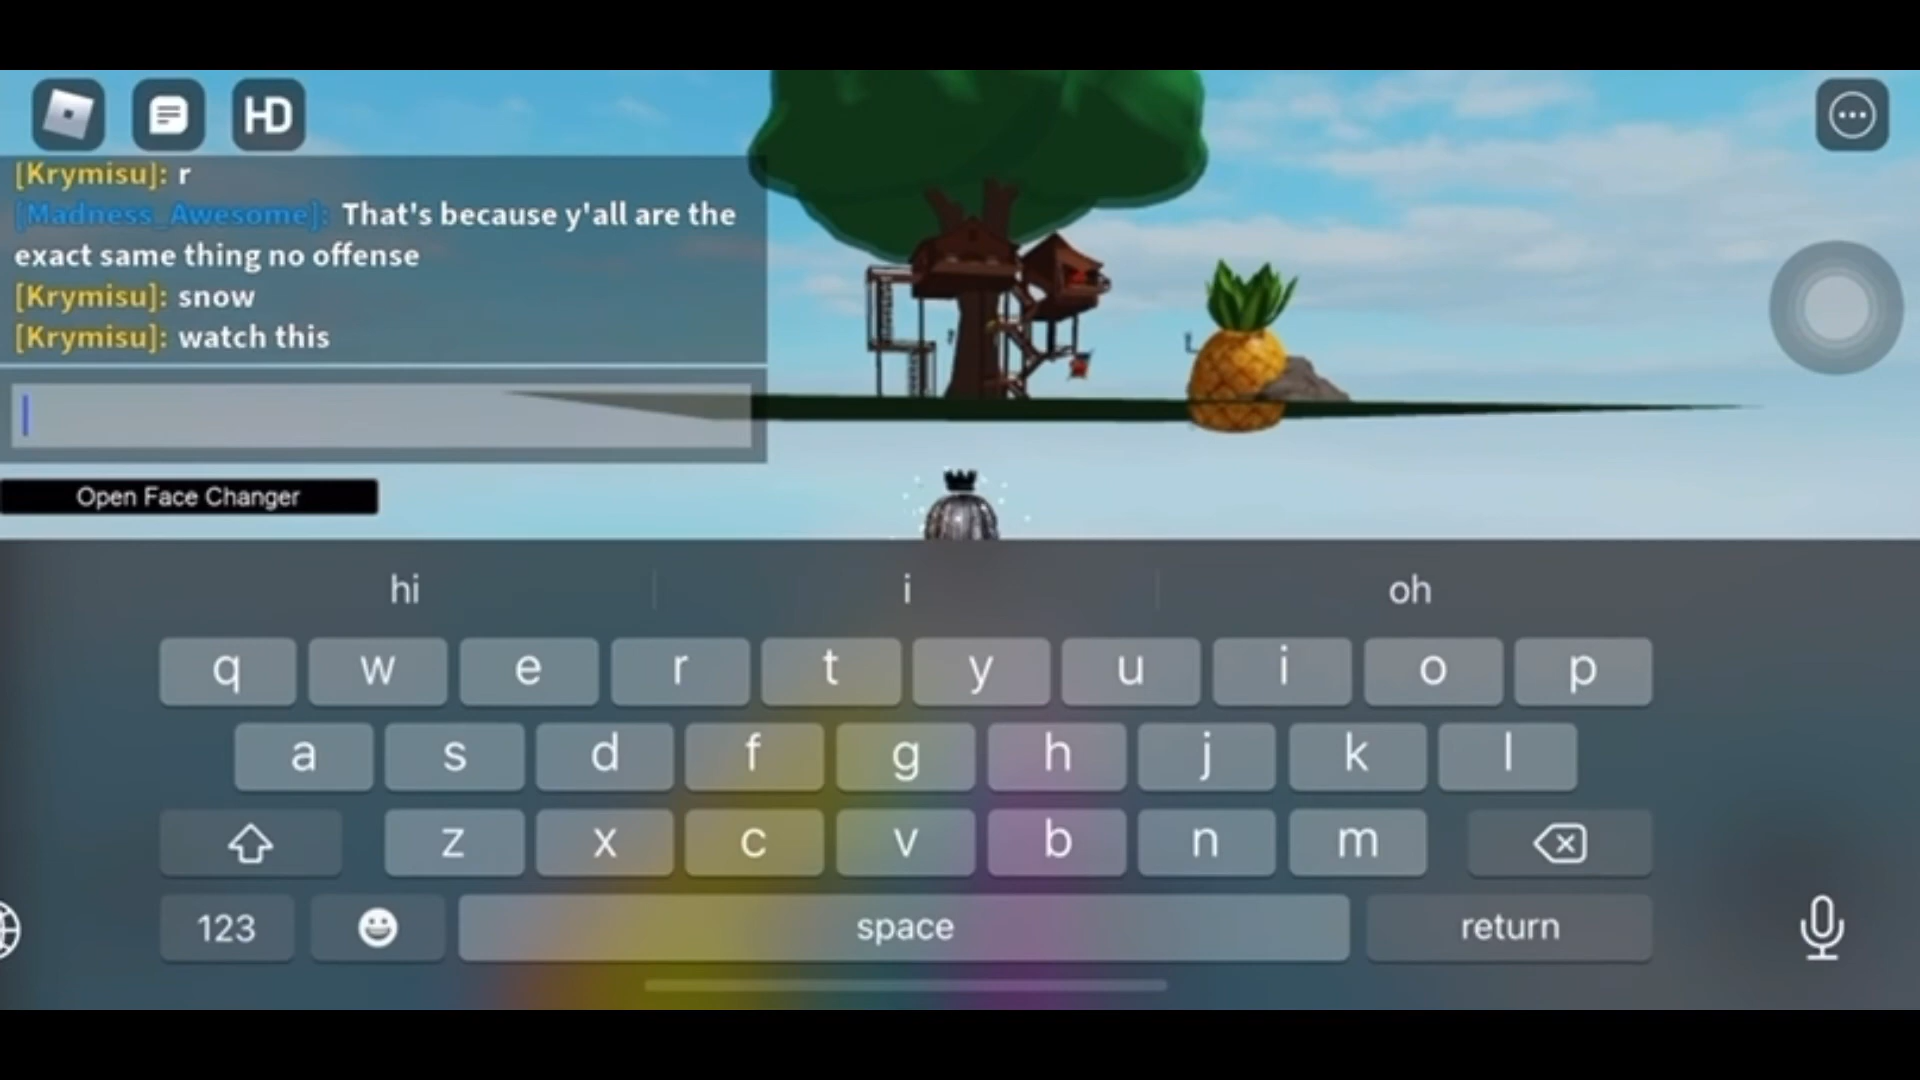 HD
[Krymisu]: r
[Madness_Awesome]: That's because y'all are the
exact same thing no offense
[Krymisu]: snow
[Krymisu]: watch this
Open Face Changer
hi i oh
q w e r t y u i o p
a s d f g h j k l
z x c v b n m
123 space return